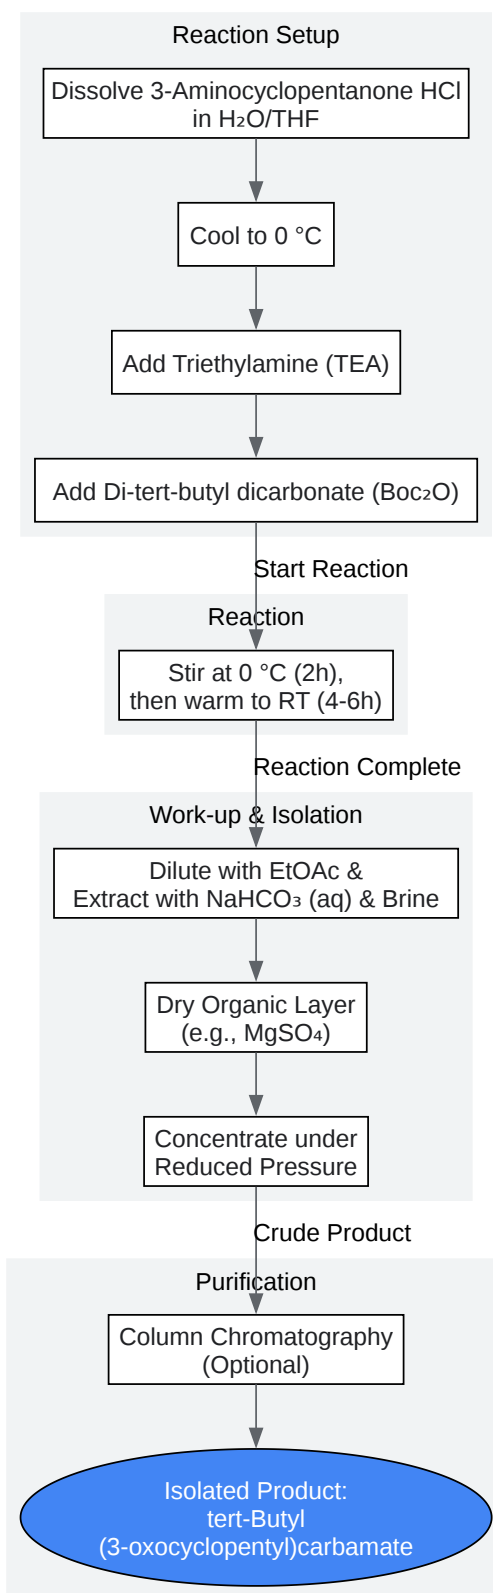 Reaction Setup
Dissolve 3-Aminocyclopentanone HCl
in H₂O/THF
Cool to 0 °C
Add Triethylamine (TEA)
Add Di-tert-butyl dicarbonate (Boc₂O)
Start Reaction
Reaction
Stir at 0 °C (2h),
then warm to RT (4-6h)
Reaction Complete
Work-up & Isolation
Dilute with EtOAc &
Extract with NaHCO₃ (aq) & Brine
Dry Organic Layer
(e.g., MgSO₄)
Concentrate under
Reduced Pressure
Crude Product
Purification
Column Chromatography
(Optional)
Isolated Product:
tert-Butyl
(3-oxocyclopentyl)carbamate